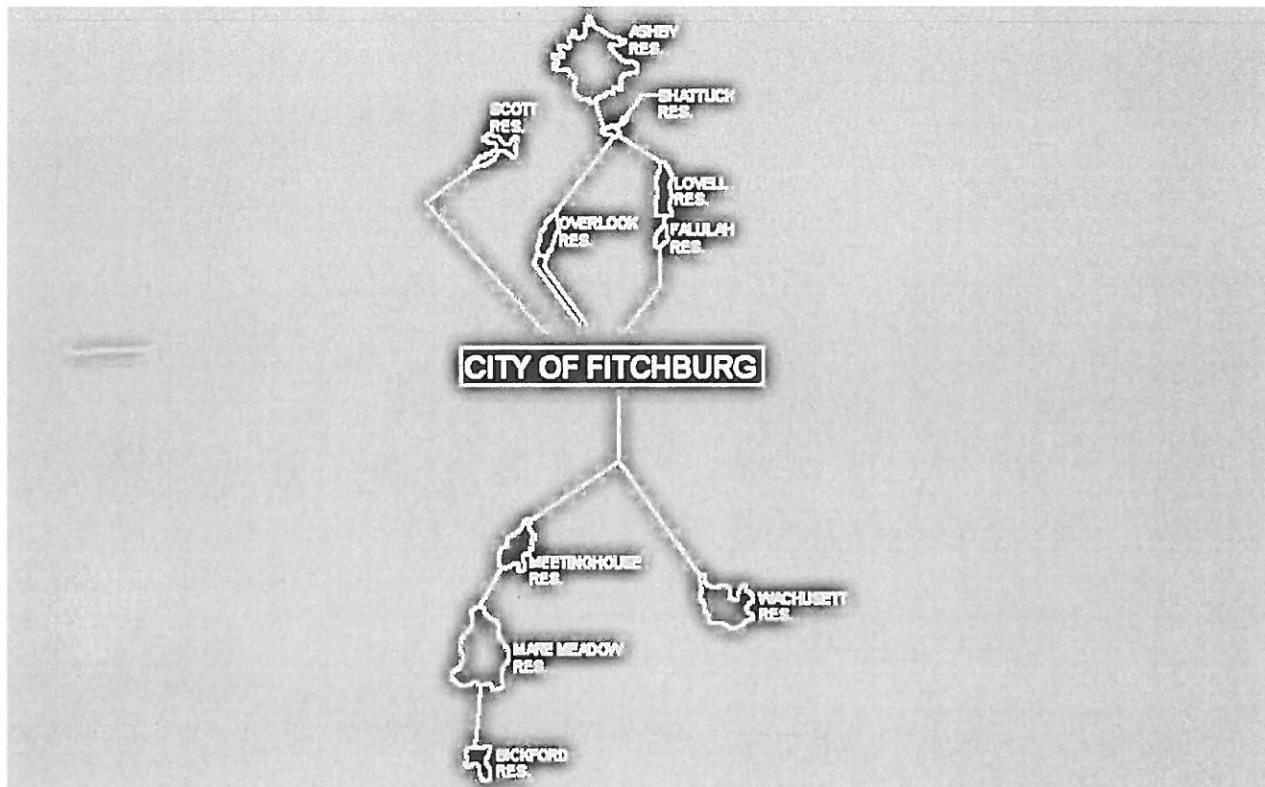 ASHBY
RES.
SHATTUCK
RES.
SCOTT
RES.
LOVELL
RES.
OVERLOOK
RES.
FALULAH
RES.
CITY OF FITCHBURG
MEETINGHOUSE
RES.
WACHUSETT
RES.
MARE MEADOW
RES.
BICKFORD
RES.